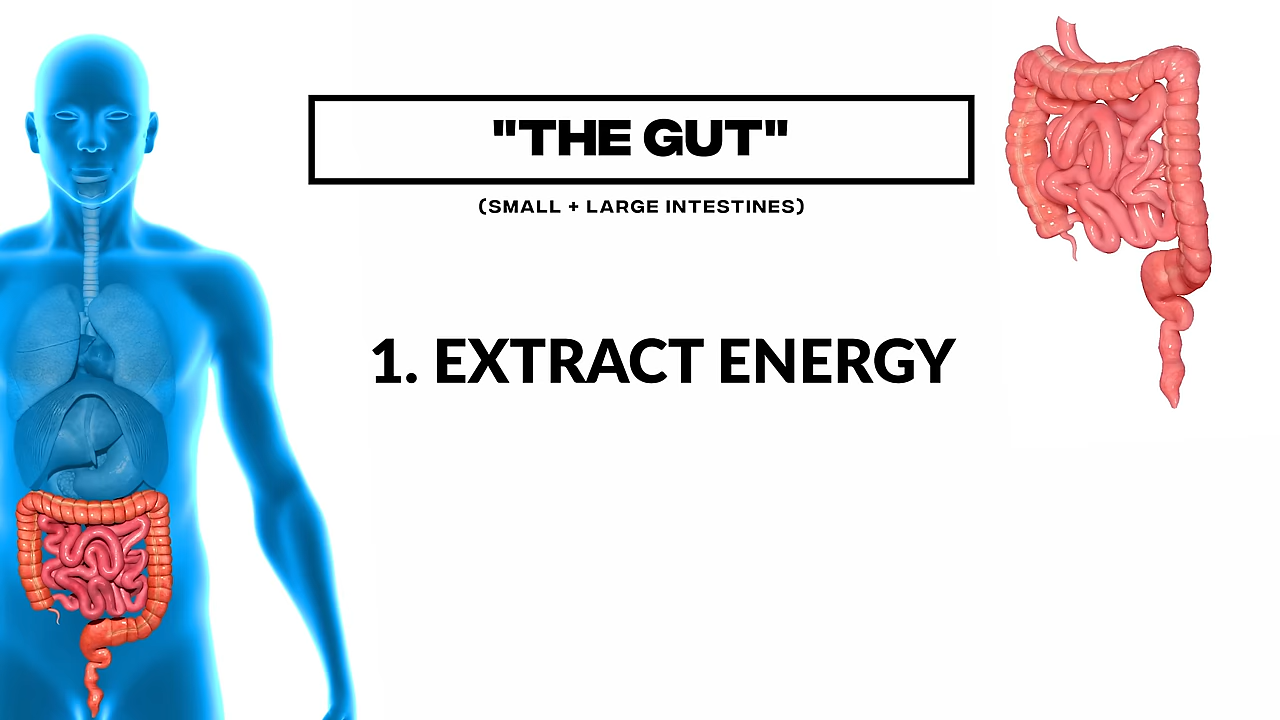 "THE GUT"
(SMALL + LARGE INTESTINES)
1. EXTRACT ENERGY